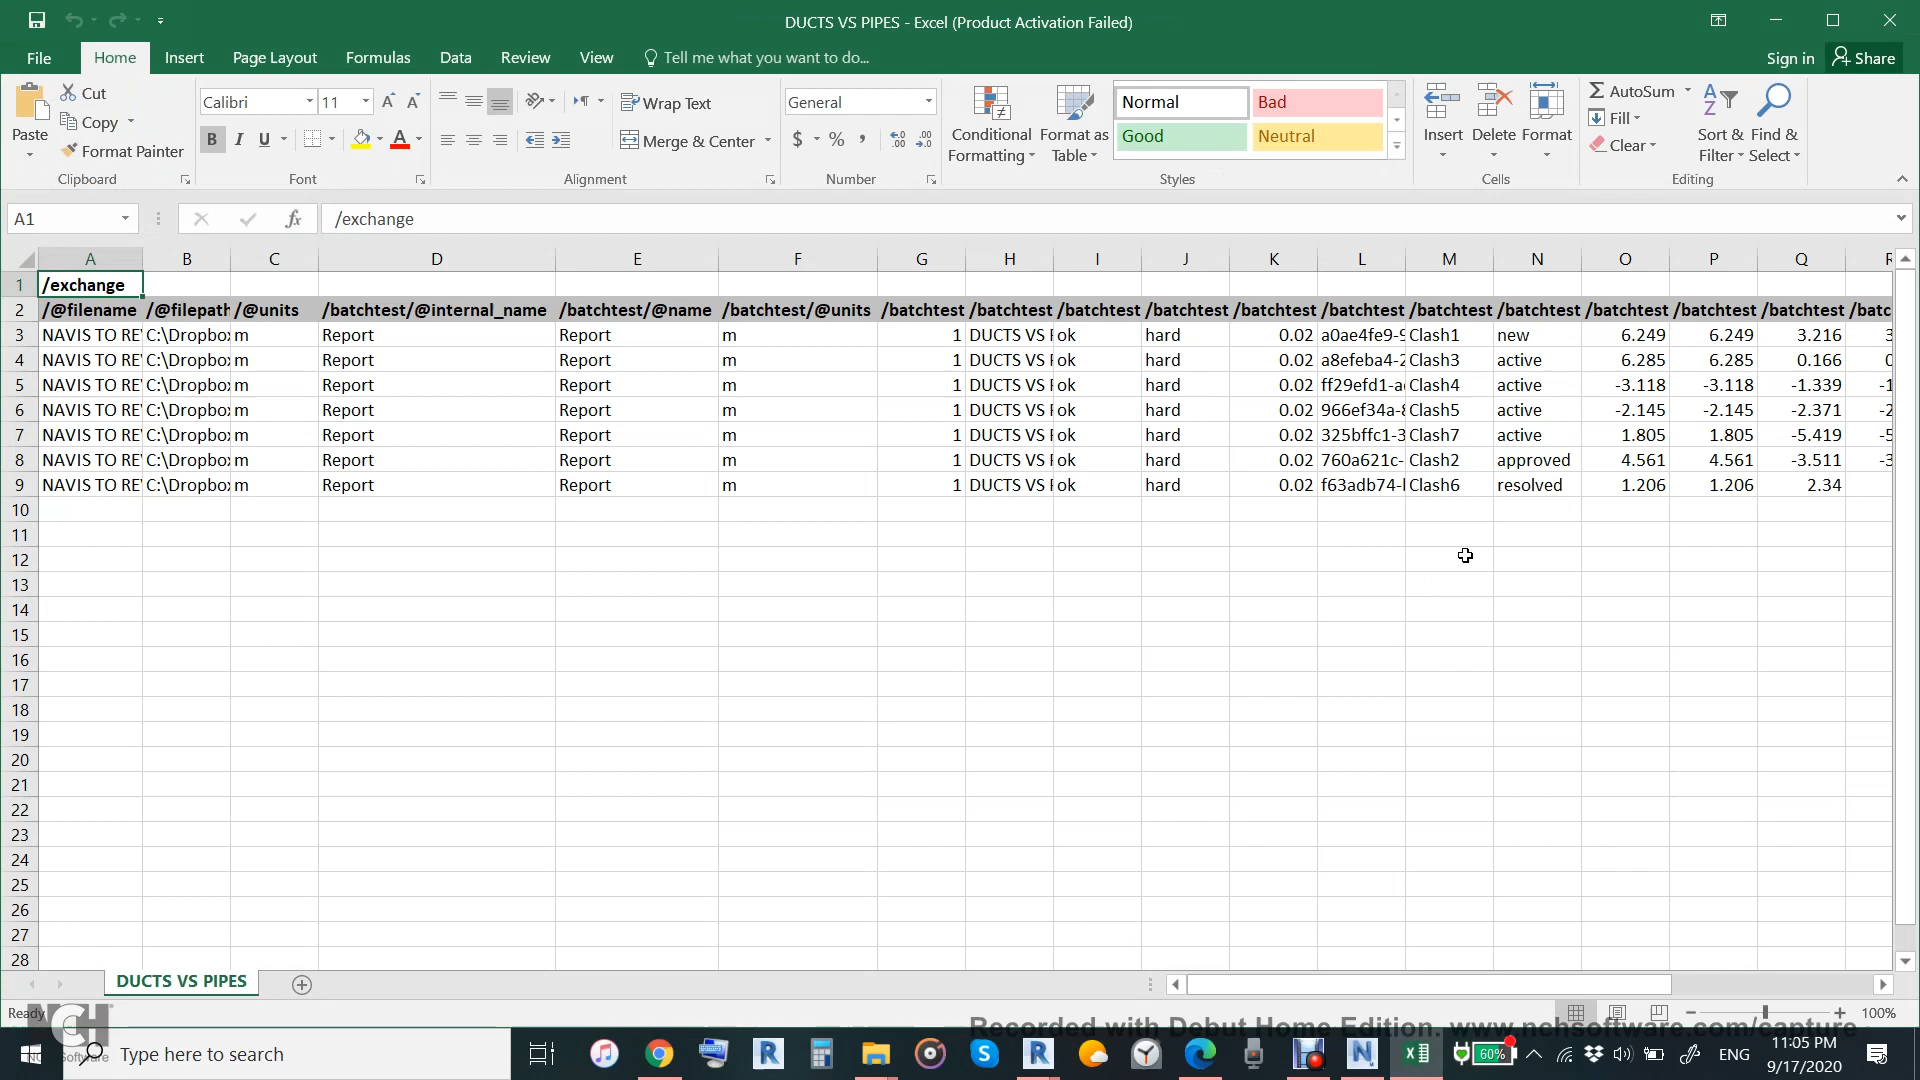 DUCTS VS PIPES - Excel (Product Activation Failed)
File Home Insert Page Layout Formulas Data Review View Tell me what you want to do... Sign in Share
Paste
Cut
Copy
Format Painter
Clipboard
Calibri 11
B I U
Font
Wrap Text
Merge & Center
Alignment
General
$ % ,
Number
Conditional Formatting
Format as Table
Normal Bad
Good Neutral
Styles
Insert Delete Format
Cells
AutoSum
Fill
Clear
Sort & Filter
Find & Select
Editing
A1 fx /exchange
A B C D E F G H I J K L M N O P Q R
1 /exchange
2 /@filename /@filepath /@units /batchtest/@internal_name /batchtest/@name /batchtest/@units /batchtest /batchtest /batchtest /batchtest /batchtest /batchtest /batchtest /batchtest /batchtest /batchtest /batchtest /batc
3 NAVIS TO RE C:\Dropbox m Report Report m 1 DUCTS VS ok hard 0.02 a0ae4fe9-9 Clash1 new 6.249 6.249 3.216 3
4 NAVIS TO RE C:\Dropbox m Report Report m 1 DUCTS VS ok hard 0.02 a8efeba4-2 Clash3 active 6.285 6.285 0.166 0
5 NAVIS TO RE C:\Dropbox m Report Report m 1 DUCTS VS ok hard 0.02 ff29efd1-a Clash4 active -3.118 -3.118 -1.339 -1
6 NAVIS TO RE C:\Dropbox m Report Report m 1 DUCTS VS ok hard 0.02 966ef34a-8 Clash5 active -2.145 -2.145 -2.371 -2
7 NAVIS TO RE C:\Dropbox m Report Report m 1 DUCTS VS ok hard 0.02 325bffc1-3 Clash7 active 1.805 1.805 -5.419 -5
8 NAVIS TO RE C:\Dropbox m Report Report m 1 DUCTS VS ok hard 0.02 760a621c- Clash2 approved 4.561 4.561 -3.511 -3
9 NAVIS TO RE C:\Dropbox m Report Report m 1 DUCTS VS ok hard 0.02 f63adb74- Clash6 resolved 1.206 1.206 2.34
10
11
12
13
14
15
16
17
18
19
20
21
22
23
24
25
26
27
28
DUCTS VS PIPES
Ready 100%
NCH Software
Recorded with Debut Home Edition. www.nchsoftware.com/capture
Type here to search 60% ENG 11:05 PM
9/17/2020